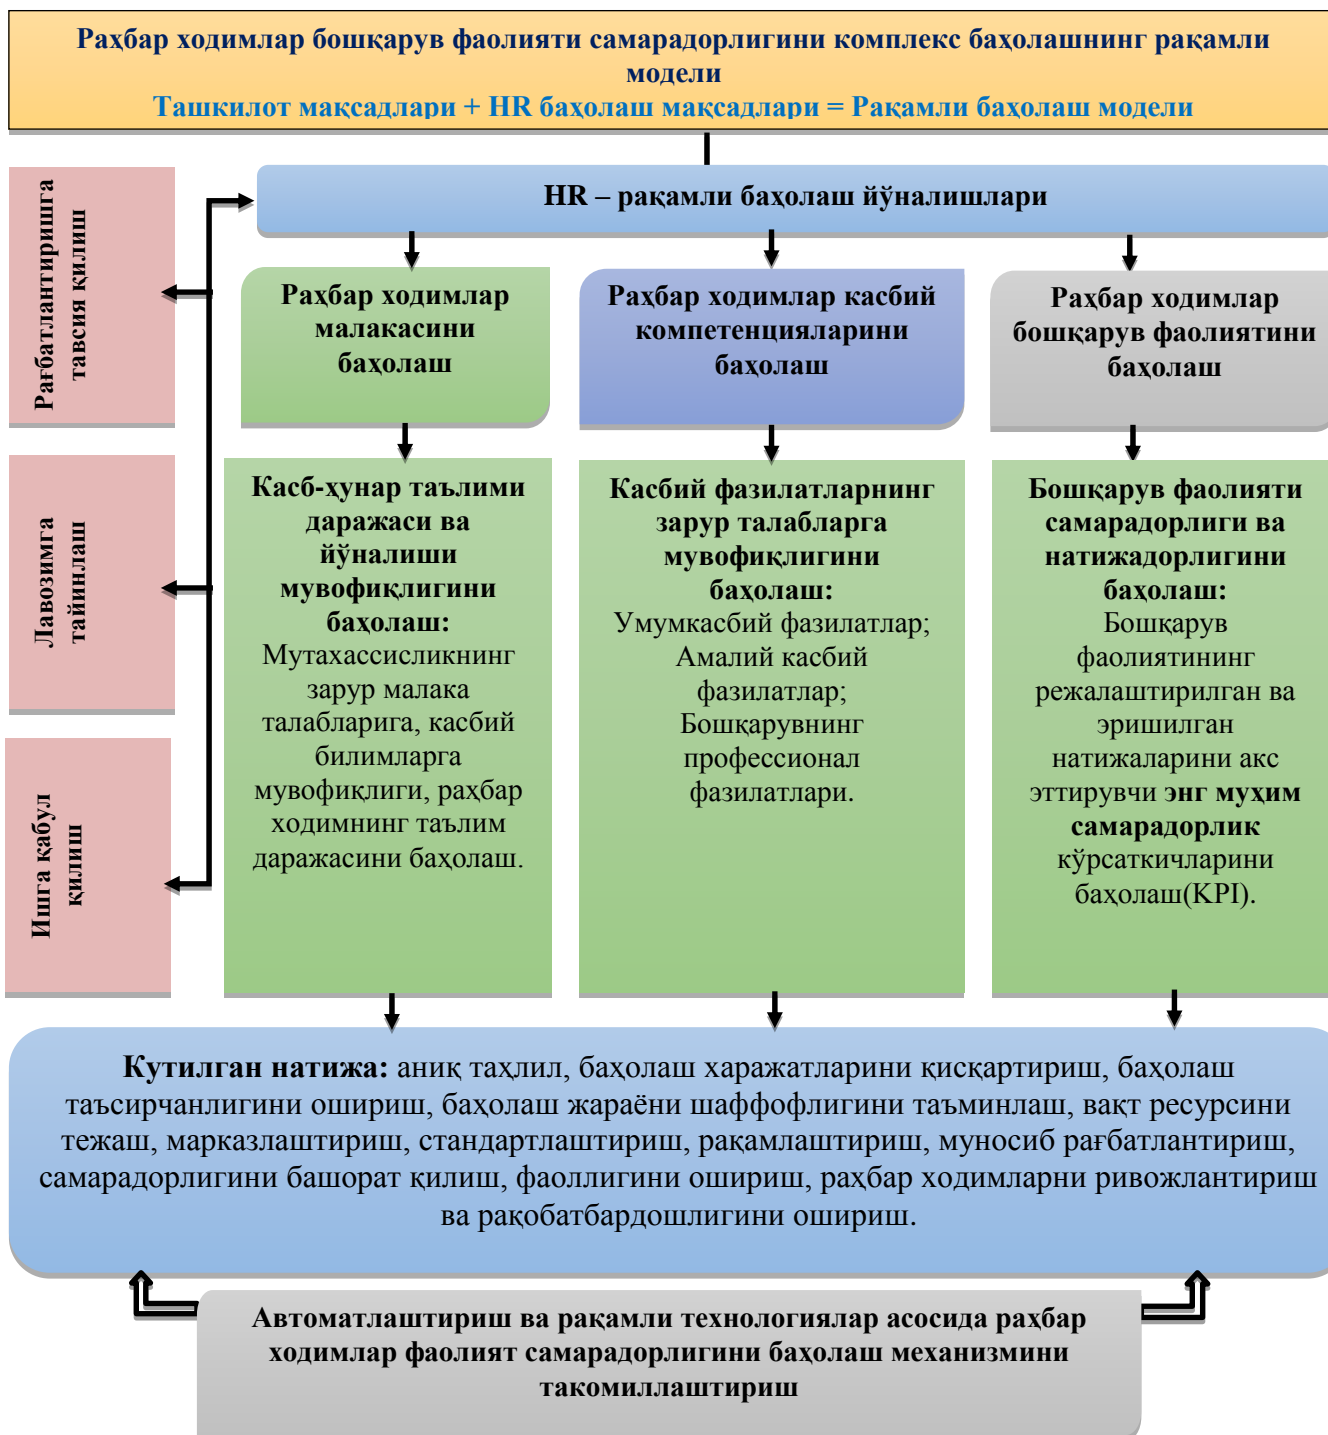 Раҳбар ходимлар бошқарув фаолияти самарадорлигини комплекс баҳолашнинг рақамли
модели
Ташкилот мақсадлари + HR баҳолаш мақсадлари = Рақамли баҳолаш модели
HR – рақамли баҳолаш йўналишлари
Рағбатлантиришга
тавсия қилиш
Лавозимга
тайинлаш
Ишга қабул
қилиш
Раҳбар ходимлар
малакасини
баҳолаш
Раҳбар ходимлар касбий
компетенцияларини
баҳолаш
Раҳбар ходимлар
бошқарув фаолиятини
баҳолаш
Касб-ҳунар таълими
даражаси ва
йўналиши
мувофиқлигини
баҳолаш:
Мутахассисликнинг
зарур малака
талабларига, касбий
билимларга
мувофиқлиги, раҳбар
ходимнинг таълим
даражасини баҳолаш.
Касбий фазилатларнинг
зарур талабларга
мувофиқлигини
баҳолаш:
Умумкасбий фазилатлар;
Амалий касбий
фазилатлар;
Бошқарувнинг
профессионал
фазилатлари.
Бошқарув фаолияти
самарадорлиги ва
натижадорлигини
баҳолаш:
Бошқарув
фаолиятининг
режалаштирилган ва
эришилган
натижаларини акс
эттирувчи энг муҳим
самарадорлик
кўрсаткичларини
баҳолаш(KPI).
Кутилган натижа: аниқ таҳлил, баҳолаш харажатларини қисқартириш, баҳолаш
таъсирчанлигини ошириш, баҳолаш жараёни шаффофлигини таъминлаш, вақт ресурсини
тежаш, марказлаштириш, стандартлаштириш, рақамлаштириш, муносиб рағбатлантириш,
самарадорлигини башорат қилиш, фаоллигини ошириш, раҳбар ходимларни ривожлантириш
ва рақобатбардошлигини ошириш.
Автоматлаштириш ва рақамли технологиялар асосида раҳбар
ходимлар фаолият самарадорлигини баҳолаш механизмини
такомиллаштириш